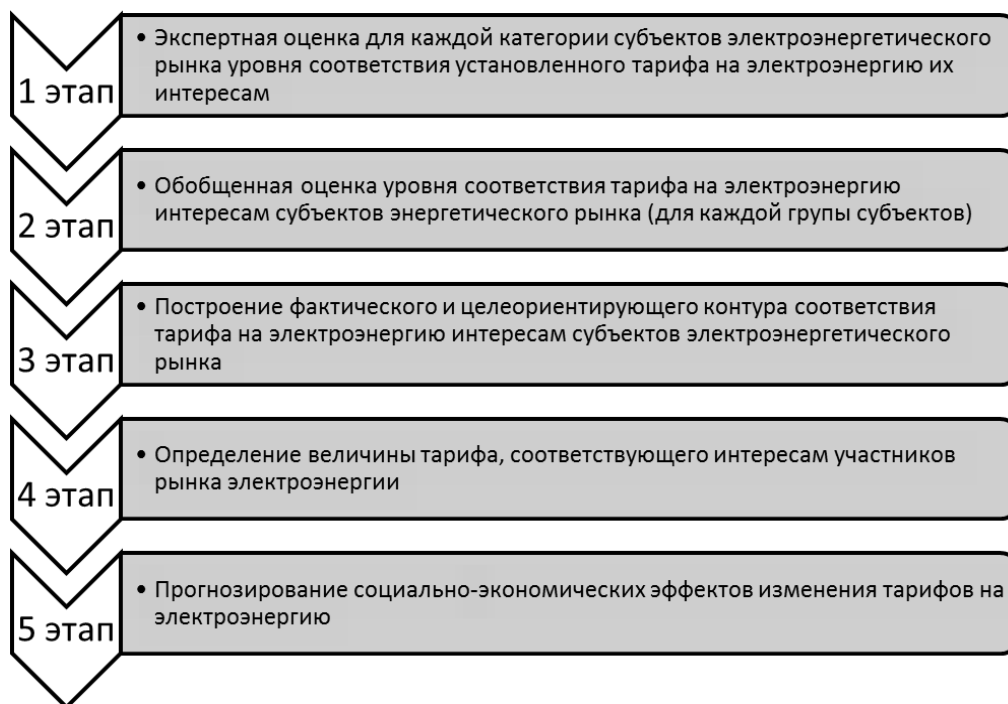 1 этап
• Экспертная оценка для каждой категории субъектов электроэнергетического
рынка уровня соответствия установленного тарифа на электроэнергию их
интересам
2 этап
• Обобщенная оценка уровня соответствия тарифа на электроэнергию
интересам субъектов энергетического рынка (для каждой групы субъектов)
3 этап
• Построение фактического и целеориентирующего контура соответствия
тарифа на электроэнергию интересам субъектов электроэнергетического
рынка
4 этап
• Определение величины тарифа, соответствующего интересам участников
рынка электроэнергии
5 этап
• Прогнозирование социально-экономических эффектов изменения тарифов на
электроэнергию